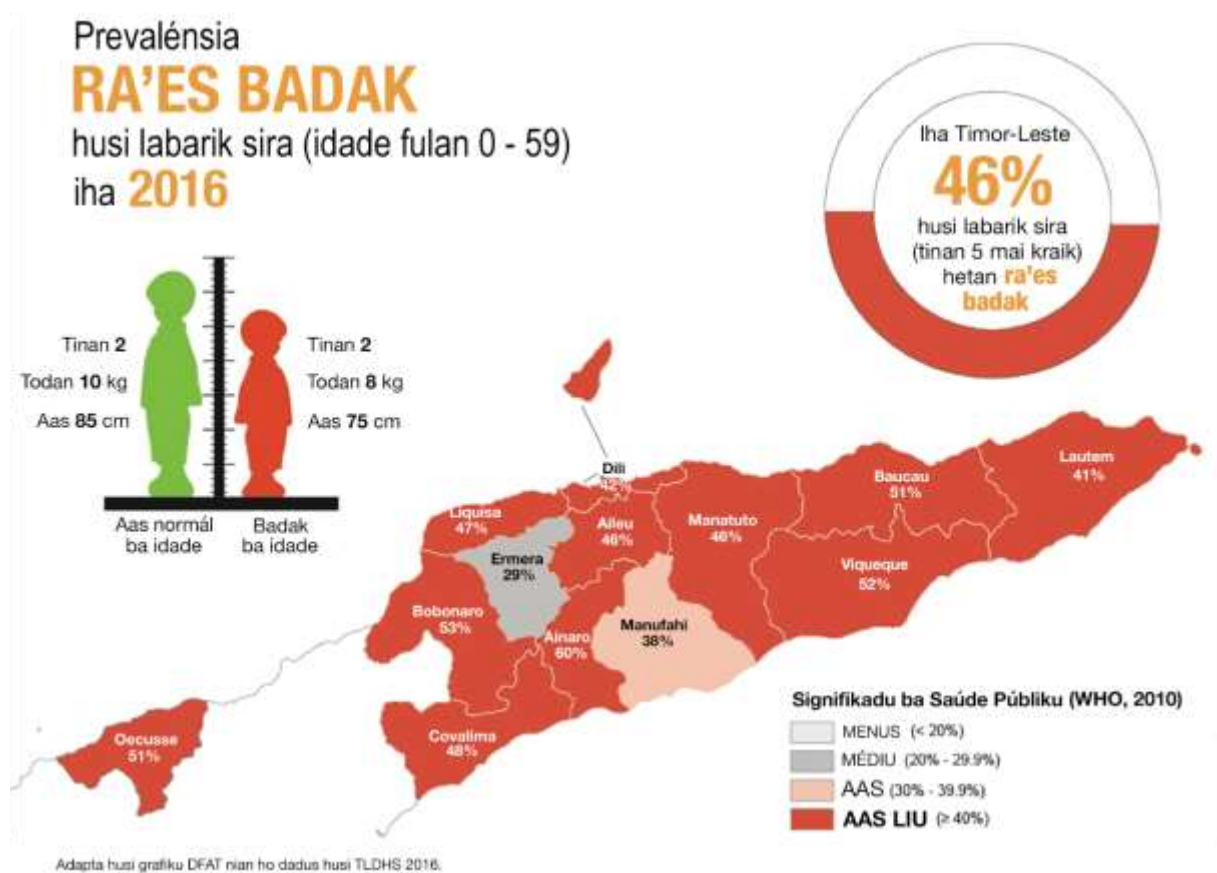 Prevalénsia
RA'ES BADAK
husi labarik sira (idade fulan 0 - 59)
iha 2016
Iha Timor-Leste
46%
husi labarik sira
(tinan 5 mai kraik)
hetan ra'es
badak
Tinan 2
Todan 10 kg
Aas 85 cm
Tinan 2
Todan 8 kg
Aas 75 cm
Aas normál
ba idade
Badak
ba idade
Dili
42%
Liquisa
47%
Aileu
46%
Manatuto
46%
Baucau
51%
Lautem
41%
Ermera
29%
Viqueque
52%
Bobonaro
53%
Ainaro
60%
Manufahi
38%
Covalima
48%
Oecusse
51%
Signifikadu ba Saúde Públiku (WHO, 2010)
MENUS (< 20%)
MÉDIU (20% - 29.9%)
AAS (30% - 39.9%)
AAS LIU (≥ 40%)
Adapta husi grafiku DFAT nian ho dadus husi TLDHS 2016.